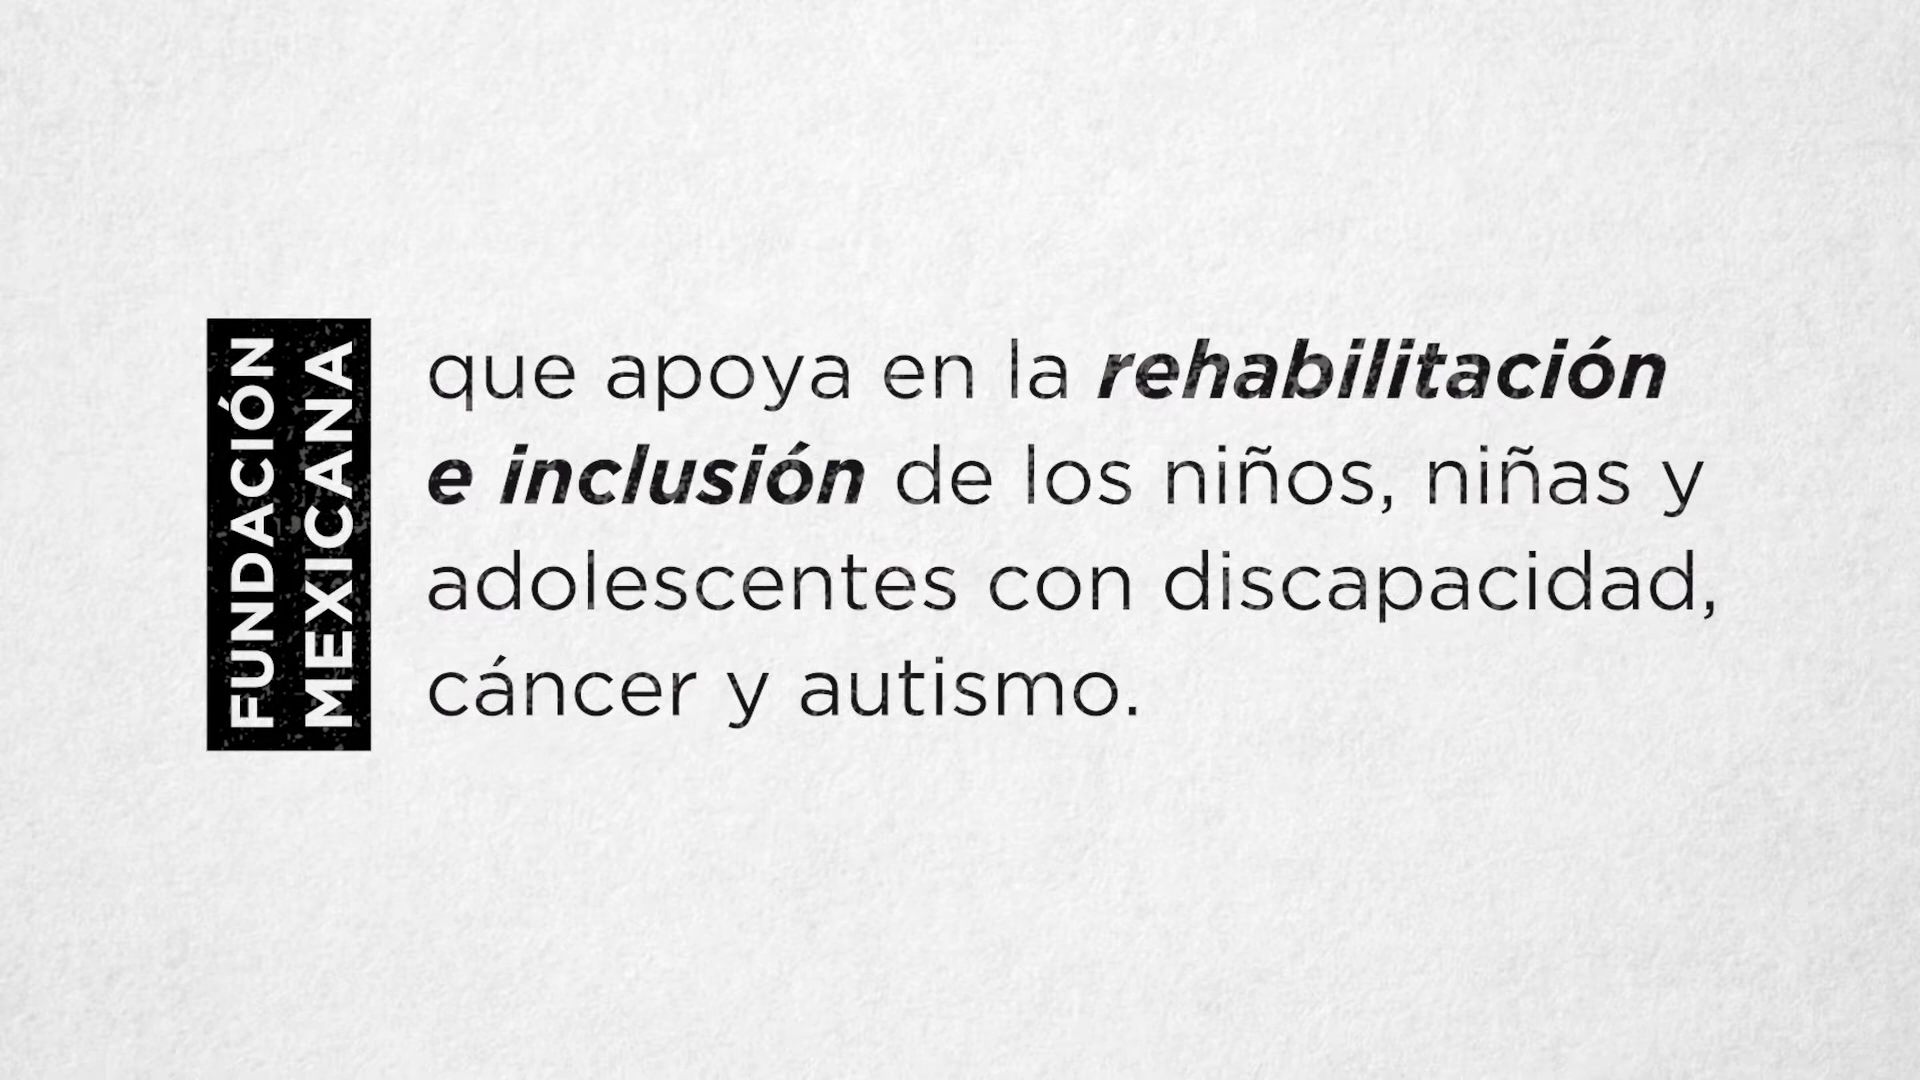 FUNDACIÓN
MEXICANA
que apoya en la rehabilitación
e inclusión de los niños, niñas y
adolescentes con discapacidad,
cáncer y autismo.